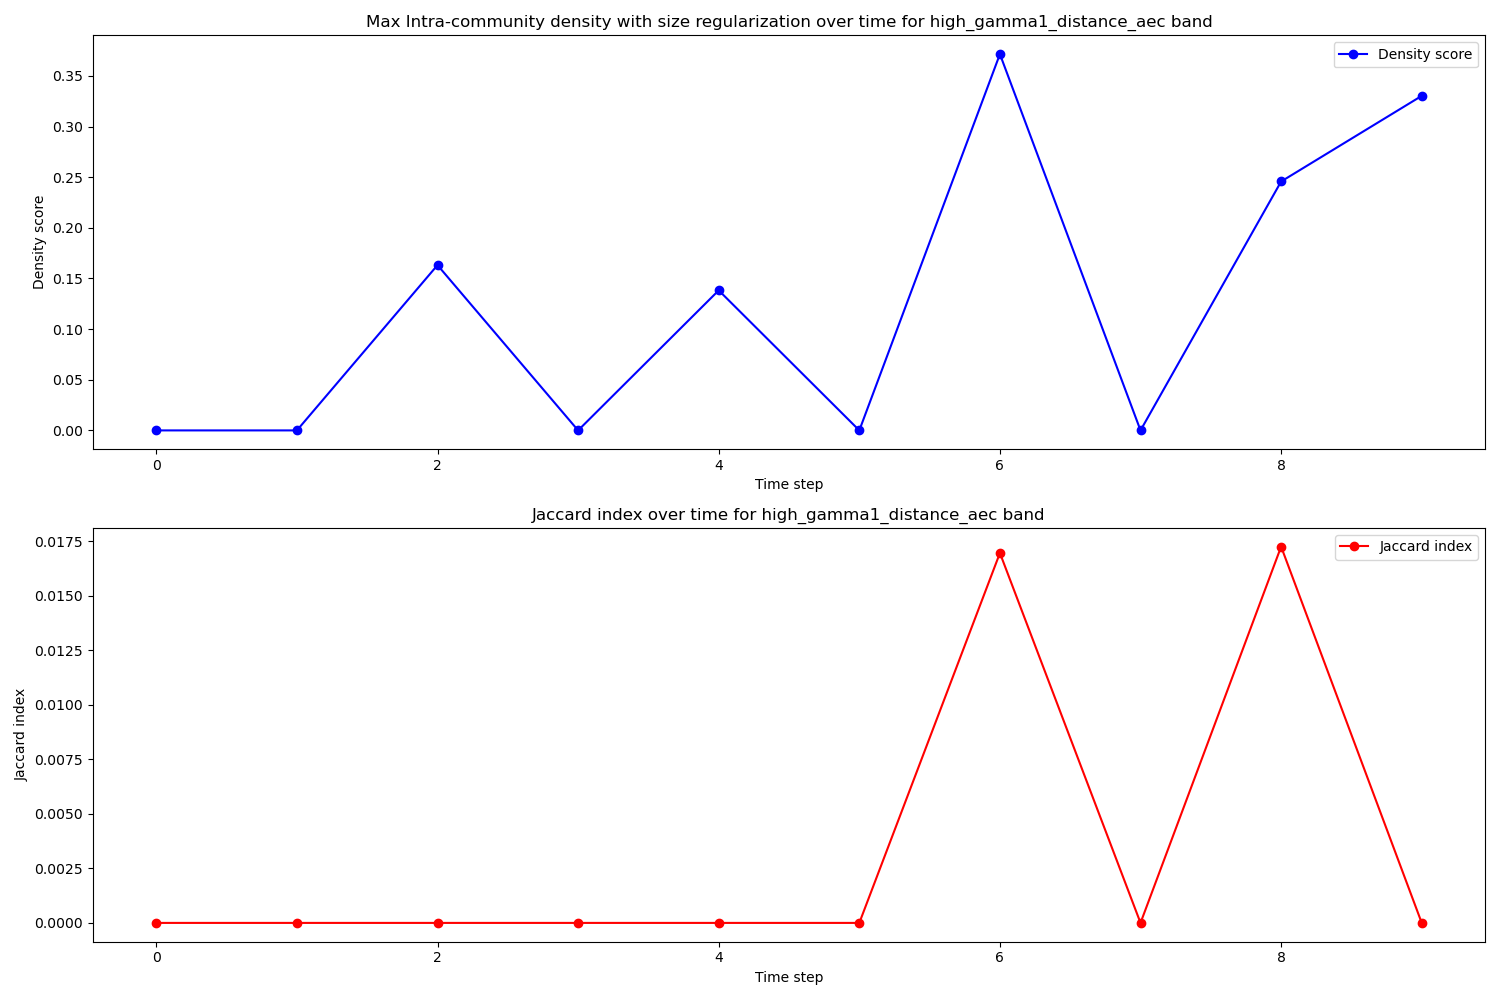 Max Intra-community density with size regularization over time for high_gamma1_distance_aec band
Density score
0.35
0.30
0.25
0.20
0.15
0.10
0.05
0.00
Density score
0 2 4 6 8
Time step
Jaccard index over time for high_gamma1_distance_aec band
Jaccard index
0.0175
0.0150
0.0125
0.0100
0.0075
0.0050
0.0025
0.0000
Jaccard index
0 2 4 6 8
Time step